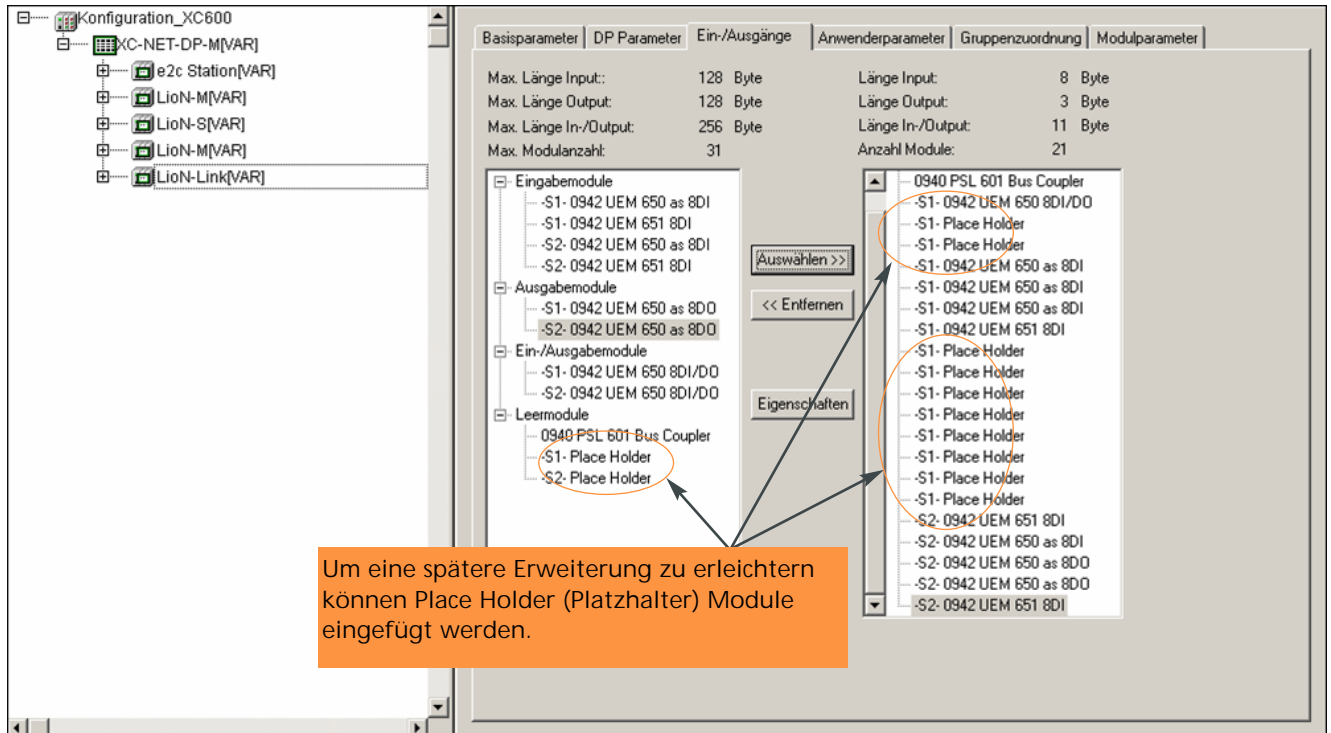 Konfiguration_XC600
XC-NET-DP-M[VAR]
e2c Station[VAR]
LioN-M[VAR]
LioN-S[VAR]
LioN-M[VAR]
LioN-Link[VAR]
Basisparameter DP Parameter Ein-/Ausgänge Anwenderparameter Gruppenzuordnung Modulparameter
Max. Länge Input:: 128 Byte Länge Input: 8 Byte
Max. Länge Output: 128 Byte Länge Output: 3 Byte
Max. Länge In-/Output: 256 Byte Länge In-/Output: 11 Byte
Max. Modulanzahl: 31 Anzahl Module: 21
Eingabemodule
-S1- 0942 UEM 650 as 8DI
-S1- 0942 UEM 651 8DI
-S2- 0942 UEM 650 as 8DI
-S2- 0942 UEM 651 8DI
Ausgabemodule
-S1- 0942 UEM 650 as 8DO
-S2- 0942 UEM 650 as 8DO
Ein-/Ausgabemodule
-S1- 0942 UEM 650 8DI/DO
-S2- 0942 UEM 650 8DI/DO
Leermodule
0940 PSL 601 Bus Coupler
-S1- Place Holder
-S2- Place Holder
Auswählen >>
<< Entfernen
Eigenschaften
0940 PSL 601 Bus Coupler
-S1- 0942 UEM 650 8DI/DO
-S1- Place Holder
-S1- Place Holder
-S1- 0942 UEM 650 as 8DI
-S1- 0942 UEM 650 as 8DI
-S1- 0942 UEM 650 as 8DI
-S1- 0942 UEM 651 8DI
-S1- Place Holder
-S1- Place Holder
-S1- Place Holder
-S1- Place Holder
-S1- Place Holder
-S1- Place Holder
-S1- Place Holder
-S1- Place Holder
-S2- 0942 UEM 651 8DI
-S2- 0942 UEM 650 as 8DI
-S2- 0942 UEM 650 as 8DO
-S2- 0942 UEM 650 as 8DO
-S2- 0942 UEM 651 8DI
Um eine spätere Erweiterung zu erleichtern
können Place Holder (Platzhalter) Module
eingefügt werden.